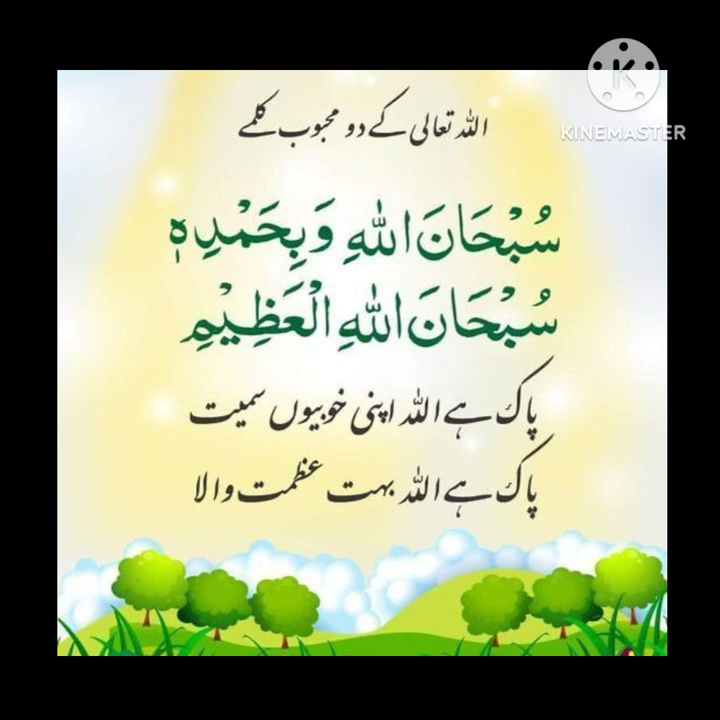 KINEMASTER
اللہ تعالی کے دو محبوب کلمے
سُبْحَانَ اللهِ وَبِحَمْدِهٖ
سُبْحَانَ اللهِ الْعَظِيْمِ
پاک ہے اللہ اپنی خوبیوں سمیت
پاک ہے اللہ بہت عظمت والا